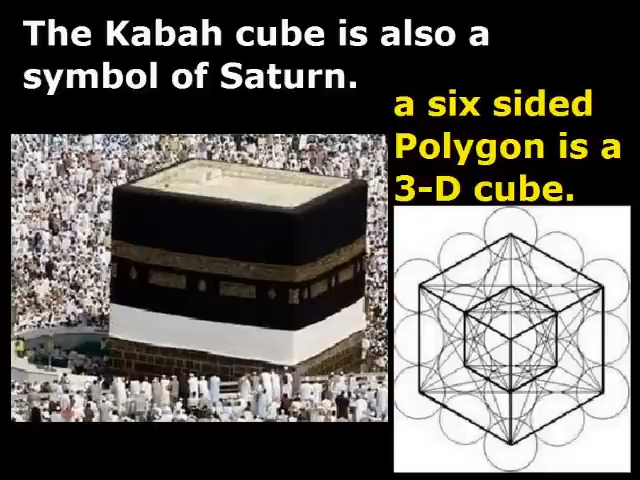 The Kabah cube is also a
symbol of Saturn.
a six sided
Polygon is a
3-D cube.